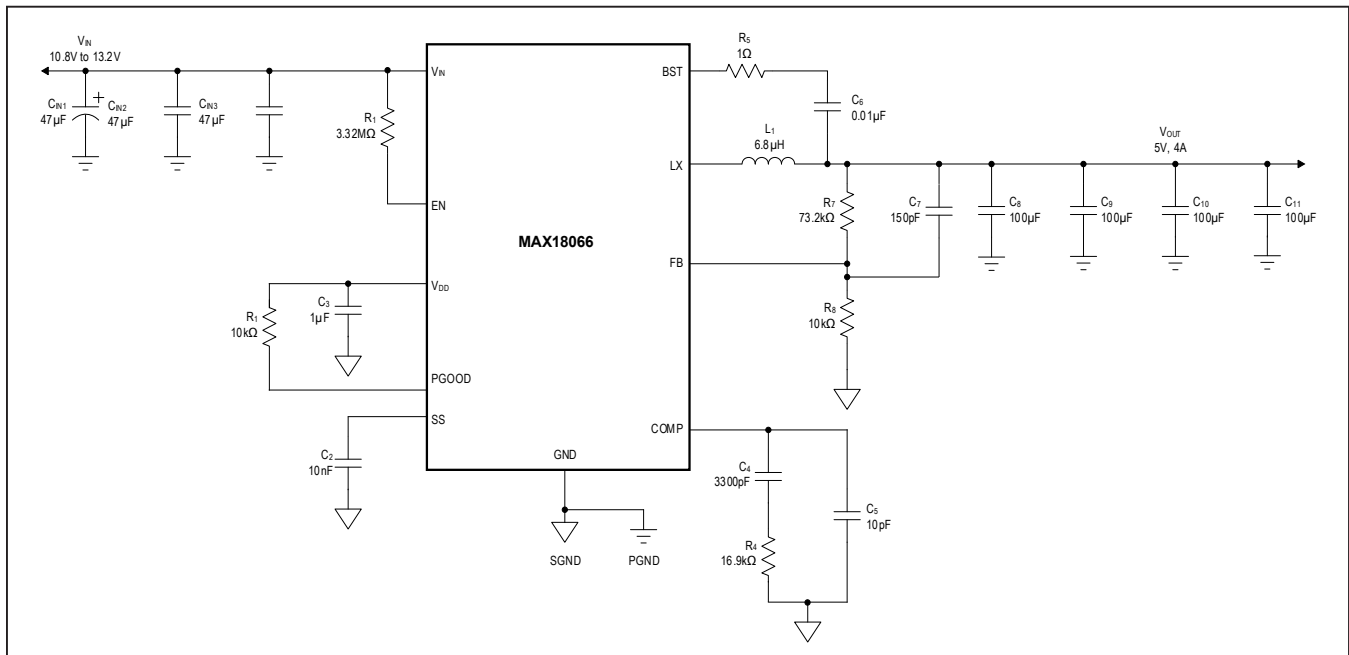 VIN
10.8V to 13.2V
CIN1
47µF
+
CIN2
47µF
CIN3
47µF
R1
3.32MΩ
VIN
EN
VDD
PGOOD
SS
GND
MAX18066
BST
LX
FB
COMP
R5
1Ω
C6
0.01µF
L1
6.8µH
VOUT
5V, 4A
R7
73.2kΩ
C7
150pF
C8
100µF
C9
100µF
C10
100µF
C11
100µF
R8
10kΩ
R1
10kΩ
C3
1µF
C2
10nF
SGND
PGND
C4
3300pF
R4
16.9kΩ
C5
10pF